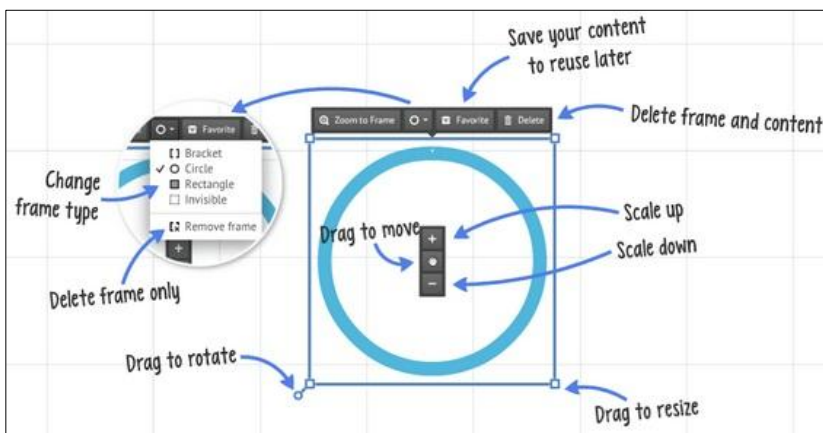 Save your content
to reuse later
Zoom to Frame Favorite Delete
Delete frame and content
Favorite
Bracket
Circle
Rectangle
Invisible
Remove frame
Change
frame type
Delete frame only
Drag to move
Scale up
Scale down
Drag to rotate
Drag to resize